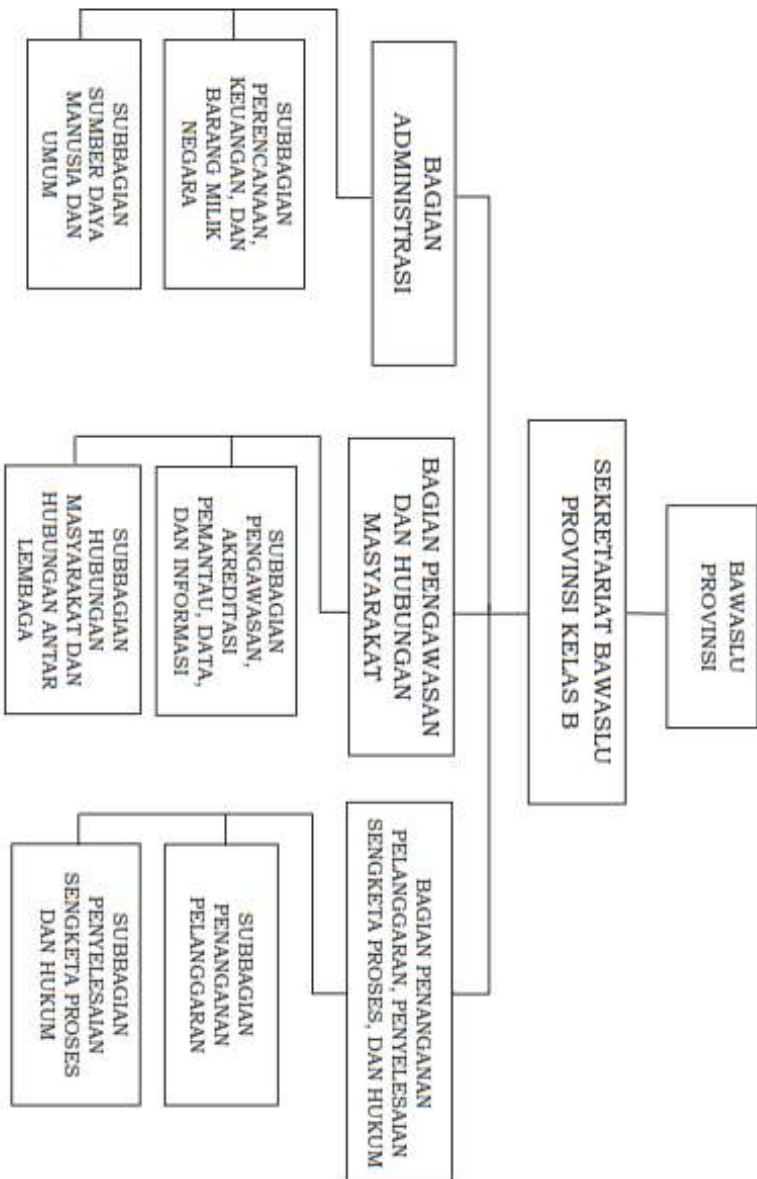 BAWASLU
PROVINSI
SEKRETARIAT BAWASLU
PROVINSI KELAS B
BAGIAN
ADMINISTRASI
SUBBAGIAN
PERENCANAAN,
KEUANGAN, DAN
BARANG MILIK
NEGARA
SUBBAGIAN
SUMBER DAYA
MANUSIA DAN
UMUM
BAGIAN PENGAWASAN
DAN HUBUNGAN
MASYARAKAT
SUBBAGIAN
PENGAWASAN,
AKREDITASI
PEMANTAU, DATA,
DAN INFORMASI
SUBBAGIAN
HUBUNGAN
MASYARAKAT DAN
HUBUNGAN ANTAR
LEMBAGA
BAGIAN PENANGANAN
PELANGGARAN, PENYELESAIAN
SENGKETA PROSES, DAN HUKUM
SUBBAGIAN
PENANGANAN
PELANGGARAN
SUBBAGIAN
PENYELESAIAN
SENGKETA PROSES
DAN HUKUM